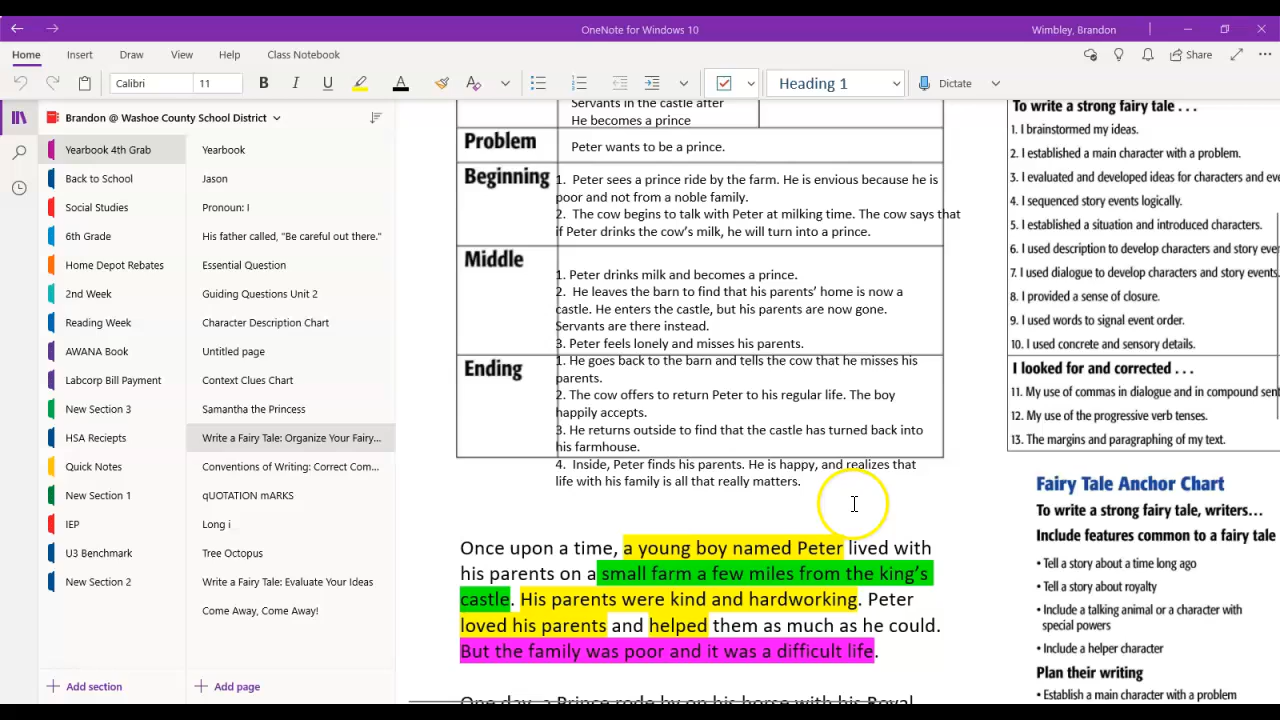 OneNote for Windows 10
Wimbley, Brandon
Home Insert Draw View Help Class Notebook
Share
Calibri 11 B I U A Heading 1 Dictate
Brandon @ Washoe County School District
Yearbook 4th Grab
Back to School
Social Studies
6th Grade
Home Depot Rebates
2nd Week
Reading Week
AWANA Book
Labcorp Bill Payment
New Section 3
HSA Reciepts
Quick Notes
New Section 1
IEP
U3 Benchmark
New Section 2
Add section
Yearbook
Jason
Pronoun: I
His father called, "Be careful out there."
Essential Question
Guiding Questions Unit 2
Character Description Chart
Untitled page
Context Clues Chart
Samantha the Princess
Write a Fairy Tale: Organize Your Fairy...
Conventions of Writing: Correct Com...
qUOTATION mARKS
Long i
Tree Octopus
Write a Fairy Tale: Evaluate Your Ideas
Come Away, Come Away!
Add page
Servants in the castle after
He becomes a prince
Problem
Peter wants to be a prince.
Beginning
1. Peter sees a prince ride by the farm. He is envious because he is
poor and not from a noble family.
2. The cow begins to talk with Peter at milking time. The cow says that
if Peter drinks the cow's milk, he will turn into a prince.
Middle
1. Peter drinks milk and becomes a prince.
2. He leaves the barn to find that his parents' home is now a
castle. He enters the castle, but his parents are now gone.
Servants are there instead.
3. Peter feels lonely and misses his parents.
Ending
1. He goes back to the barn and tells the cow that he misses his
parents.
2. The cow offers to return Peter to his regular life. The boy
happily accepts.
3. He returns outside to find that the castle has turned back into
his farmhouse.
4. Inside, Peter finds his parents. He is happy, and realizes that
life with his family is all that really matters.
Once upon a time, a young boy named Peter lived with
his parents on a small farm a few miles from the king's
castle. His parents were kind and hardworking. Peter
loved his parents and helped them as much as he could.
But the family was poor and it was a difficult life.
One day, a Prince rode by on his horse with his Royal
To write a strong fairy tale . . .
1. I brainstormed my ideas.
2. I established a main character with a problem.
3. I evaluated and developed ideas for characters and eve
4. I sequenced story events logically.
5. I established a situation and introduced characters.
6. I used description to develop characters and story even
7. I used dialogue to develop characters and story events.
8. I provided a sense of closure.
9. I used words to signal event order.
10. I used concrete and sensory details.
I looked for and corrected . . .
11. My use of commas in dialogue and in compound sent
12. My use of the progressive verb tenses.
13. The margins and paragraphing of my text.
Fairy Tale Anchor Chart
To write a strong fairy tale, writers...
Include features common to a fairy tale
• Tell a story about a time long ago
• Tell a story about royalty
• Include a talking animal or a character with
special powers
• Include a helper character
Plan their writing
• Establish a main character with a problem